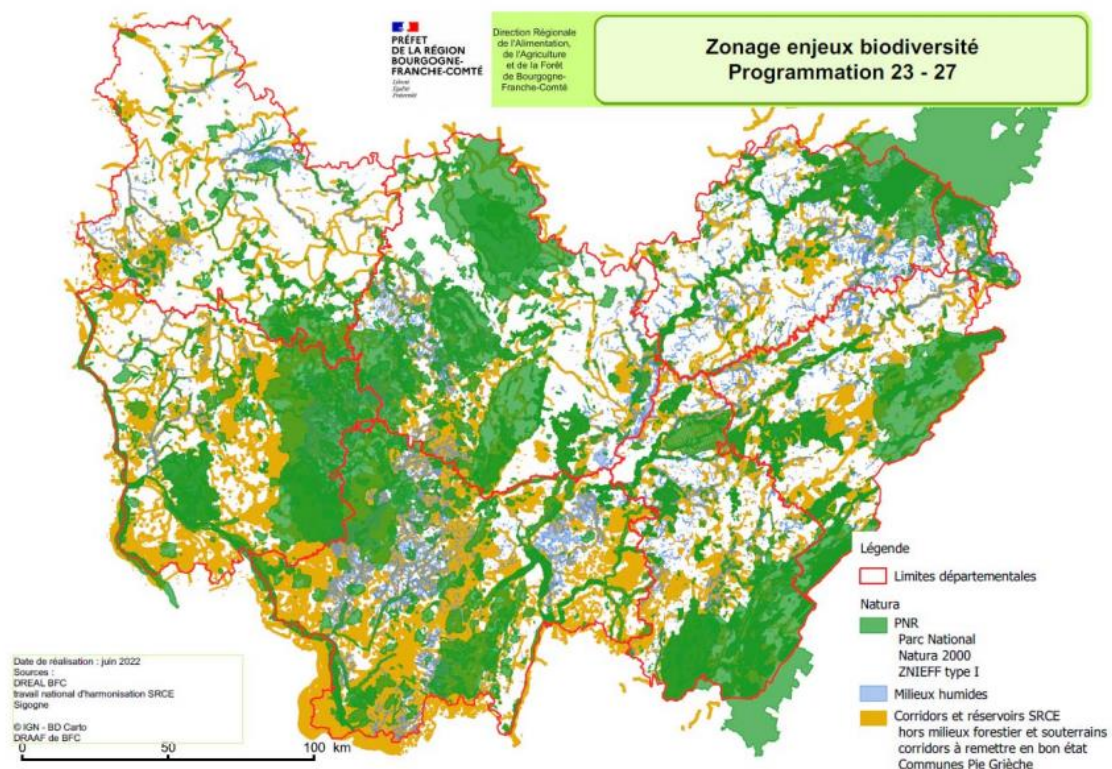 PRÉFET
DE LA RÉGION
BOURGOGNE-
FRANCHE-COMTÉ
Liberté
Égalité
Fraternité
Direction Régionale
de l'Alimentation,
de l'Agriculture
et de la Forêt
de Bourgogne-
Franche-Comté
Zonage enjeux biodiversité
Programmation 23 - 27
Légende
Limites départementales
Natura
PNR
Parc National
Natura 2000
ZNIEFF type I
Milieux humides
Corridors et réservoirs SRCE
hors milieu forestier et souterrains
corridors à remettre en bon état
Communes Pie Grièche
Date de réalisation : juin 2022
Sources :
DREAL BFC
travail national d'harmonisation SRCE
Sigogne
© IGN - BD Carto
DRAAF de BFC
0 50 100 km